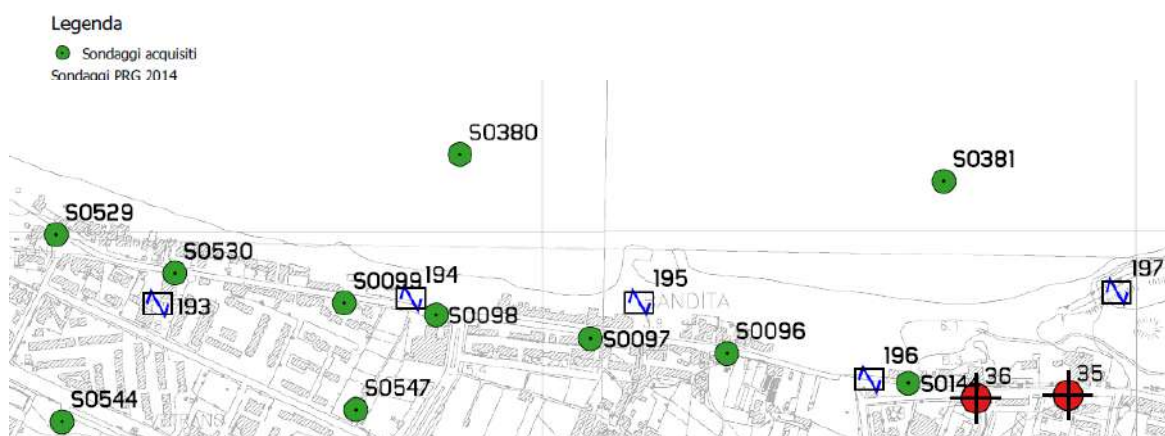 Legenda
Sondaggi acquisiti
Sondaggi PRG 2014
S0380
S0381
S0529
S0530
S0099
194
195
197
193
S0098
S0097
S0096
196
S0144
36
35
S0547
S0544